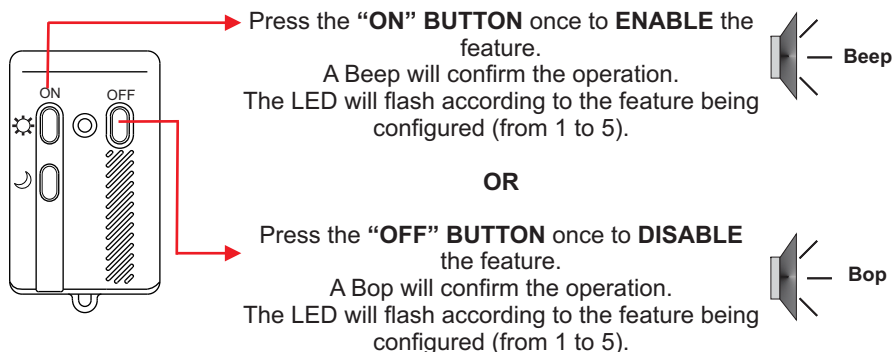 Press the “ON” BUTTON once to ENABLE the
feature.
A Beep will confirm the operation.
The LED will flash according to the feature being
configured (from 1 to 5).
Beep
ON
OFF
OR
Press the “OFF” BUTTON once to DISABLE
the feature.
A Bop will confirm the operation.
The LED will flash according to the feature being
configured (from 1 to 5).
Bop